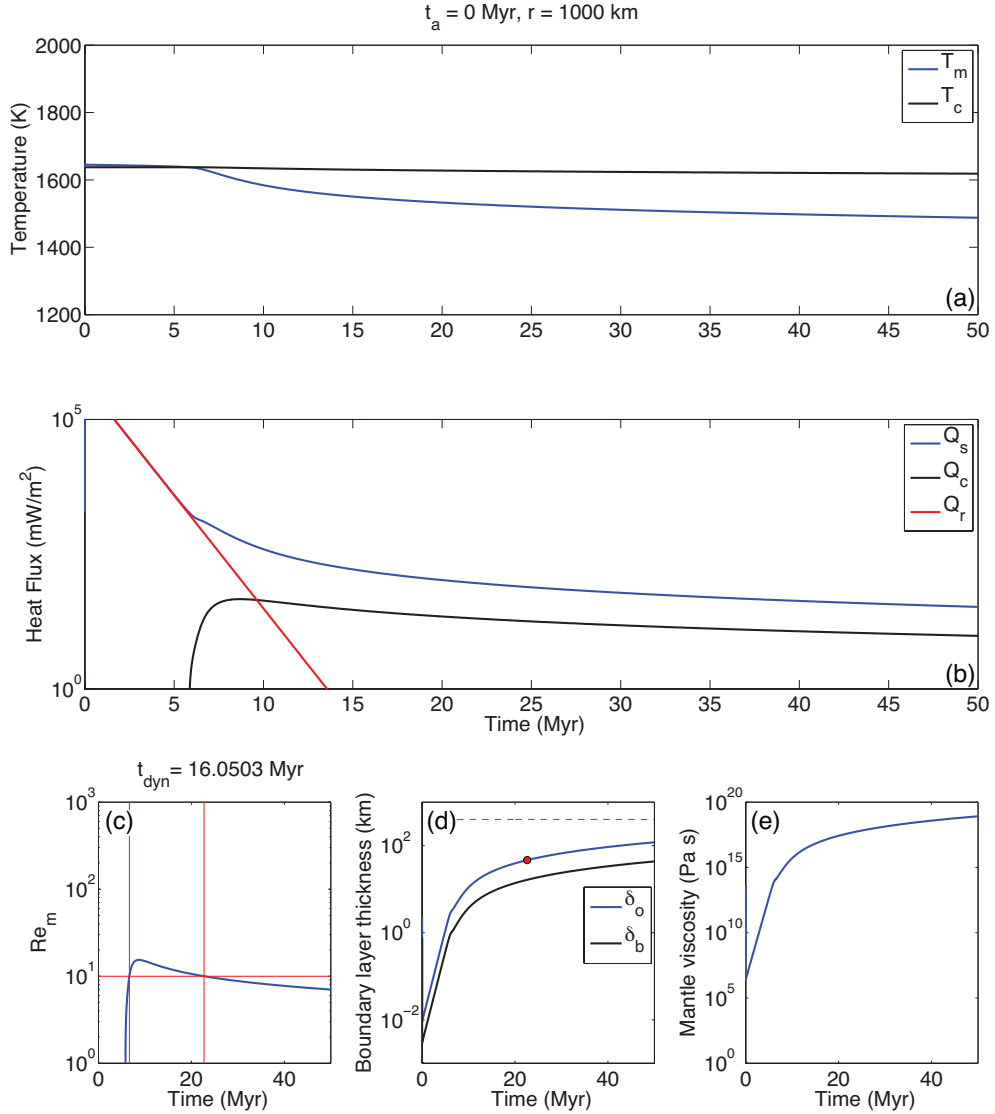 t_a = 0 Myr, r = 1000 km
Temperature (K)
2000
1800
1600
1400
1200
T_m
T_c
(a)
0 5 10 15 20 25 30 35 40 45 50
Heat Flux (mW/m^2)
10^5
10^0
Q_s
Q_c
Q_r
(b)
0 5 10 15 20 25 30 35 40 45 50
Time (Myr)
t_dyn= 16.0503 Myr
(c)
Re_m
10^3
10^2
10^1
10^0
0 20 40
Time (Myr)
(d)
Boundary layer thickness (km)
10^2
10^0
10^-2
δ_o
δ_b
0 20 40
Time (Myr)
(e)
Mantle viscosity (Pa s)
10^20
10^15
10^10
10^5
10^0
0 20 40
Time (Myr)